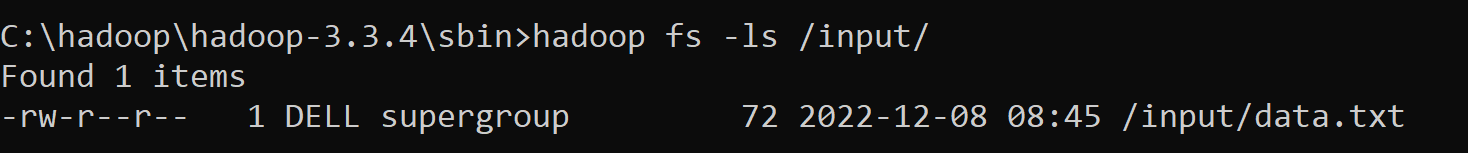 C:\hadoop\hadoop-3.3.4\sbin>hadoop fs -ls /input/
Found 1 items
-rw-r--r--   1 DELL supergroup         72 2022-12-08 08:45 /input/data.txt